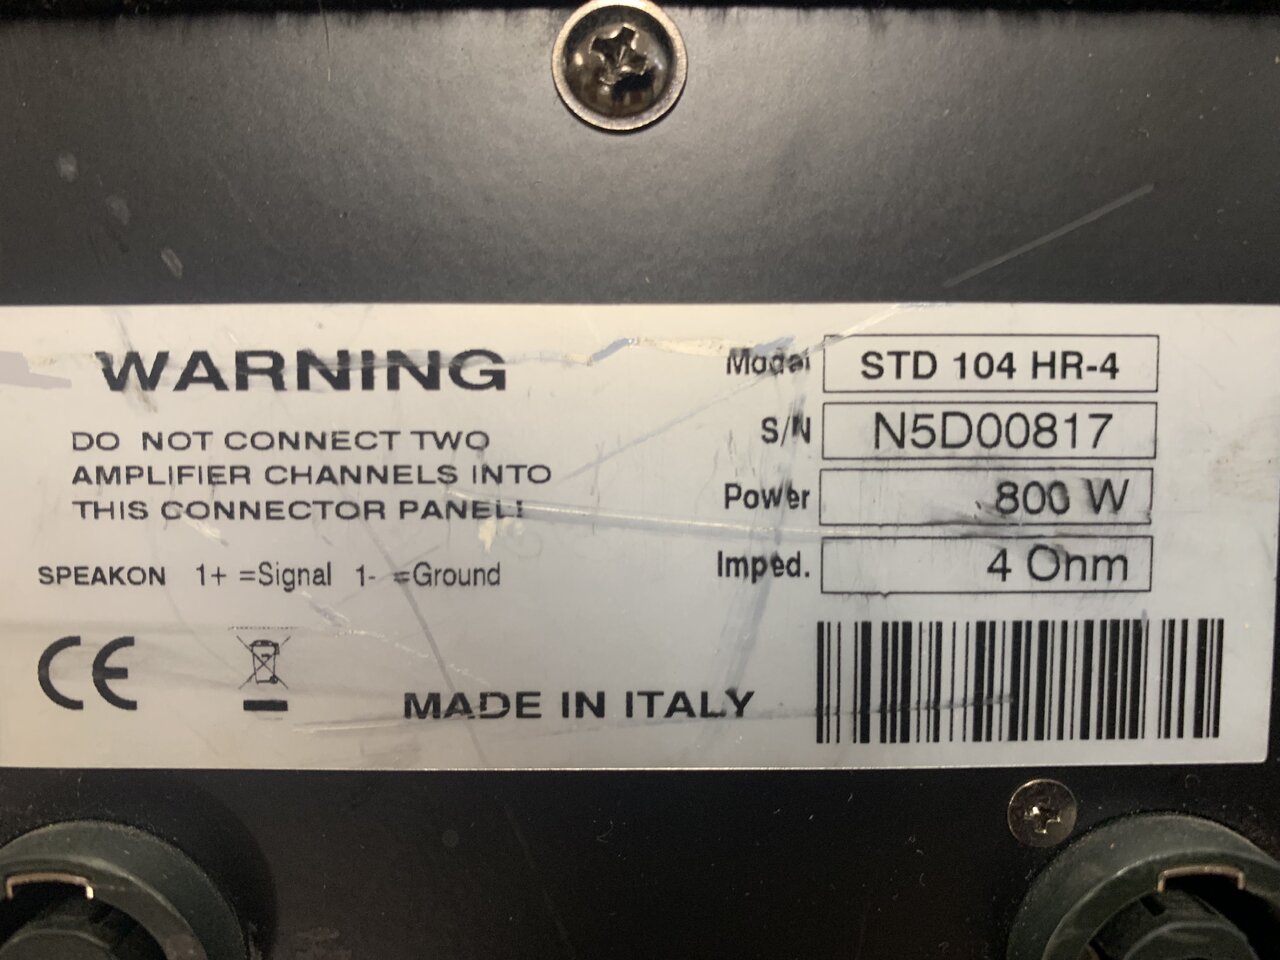 WARNING
DO NOT CONNECT TWO
AMPLIFIER CHANNELS INTO
THIS CONNECTOR PANEL!
SPEAKON 1+ =Signal 1- =Ground
CE
MADE IN ITALY
Model STD 104 HR-4
S/N N5D00817
Power 800 W
Imped. 4 Ohm